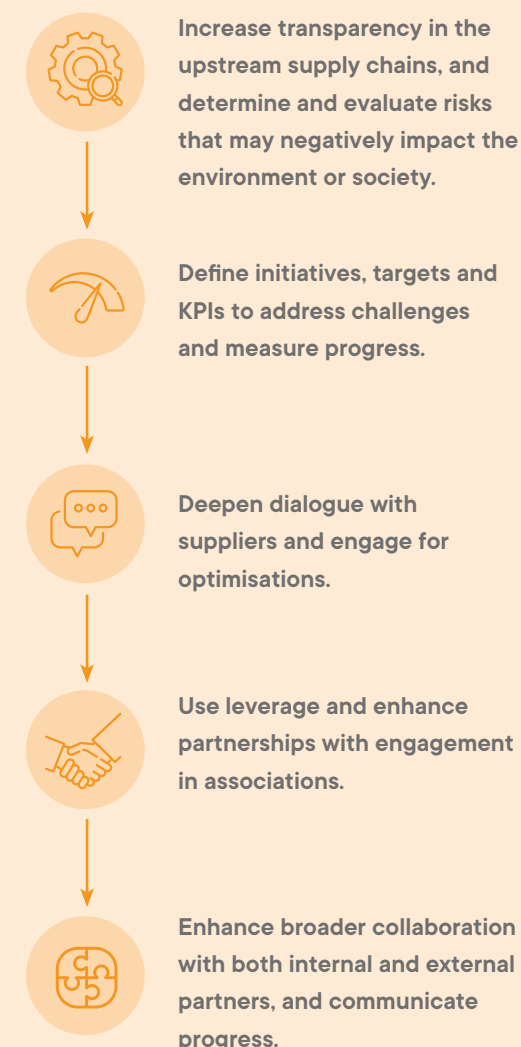 Increase transparency in the
upstream supply chains, and
determine and evaluate risks
that may negatively impact the
environment or society.
Define initiatives, targets and
KPIs to address challenges
and measure progress.
Deepen dialogue with
suppliers and engage for
optimisations.
Use leverage and enhance
partnerships with engagement
in associations.
Enhance broader collaboration
with both internal and external
partners, and communicate
progress.